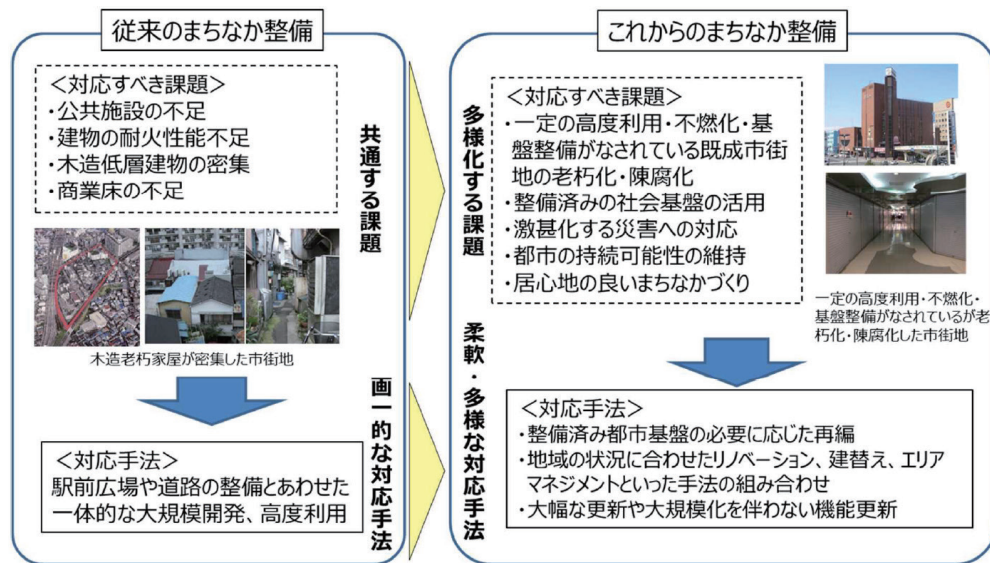 従来のまちなか整備
＜対応すべき課題＞
・公共施設の不足
・建物の耐火性能不足
・木造低層建物の密集
・商業床の不足
共通する課題
木造老朽家屋が密集した市街地
画一的な対応手法
＜対応手法＞
駅前広場や道路の整備とあわせた
一体的な大規模開発、高度利用
これからのまちなか整備
多様化する課題
＜対応すべき課題＞
・一定の高度利用・不燃化・基
盤整備がなされている既成市街
地の老朽化・陳腐化
・整備済みの社会基盤の活用
・激甚化する災害への対応
・都市の持続可能性の維持
・居心地の良いまちなかづくり
一定の高度利用・不燃化・
基盤整備がなされているが老
朽化・陳腐化した市街地
柔軟・多様な対応手法
＜対応手法＞
・整備済み都市基盤の必要に応じた再編
・地域の状況に合わせたリノベーション、建替え、エリア
マネジメントといった手法の組み合わせ
・大幅な更新や大規模化を伴わない機能更新